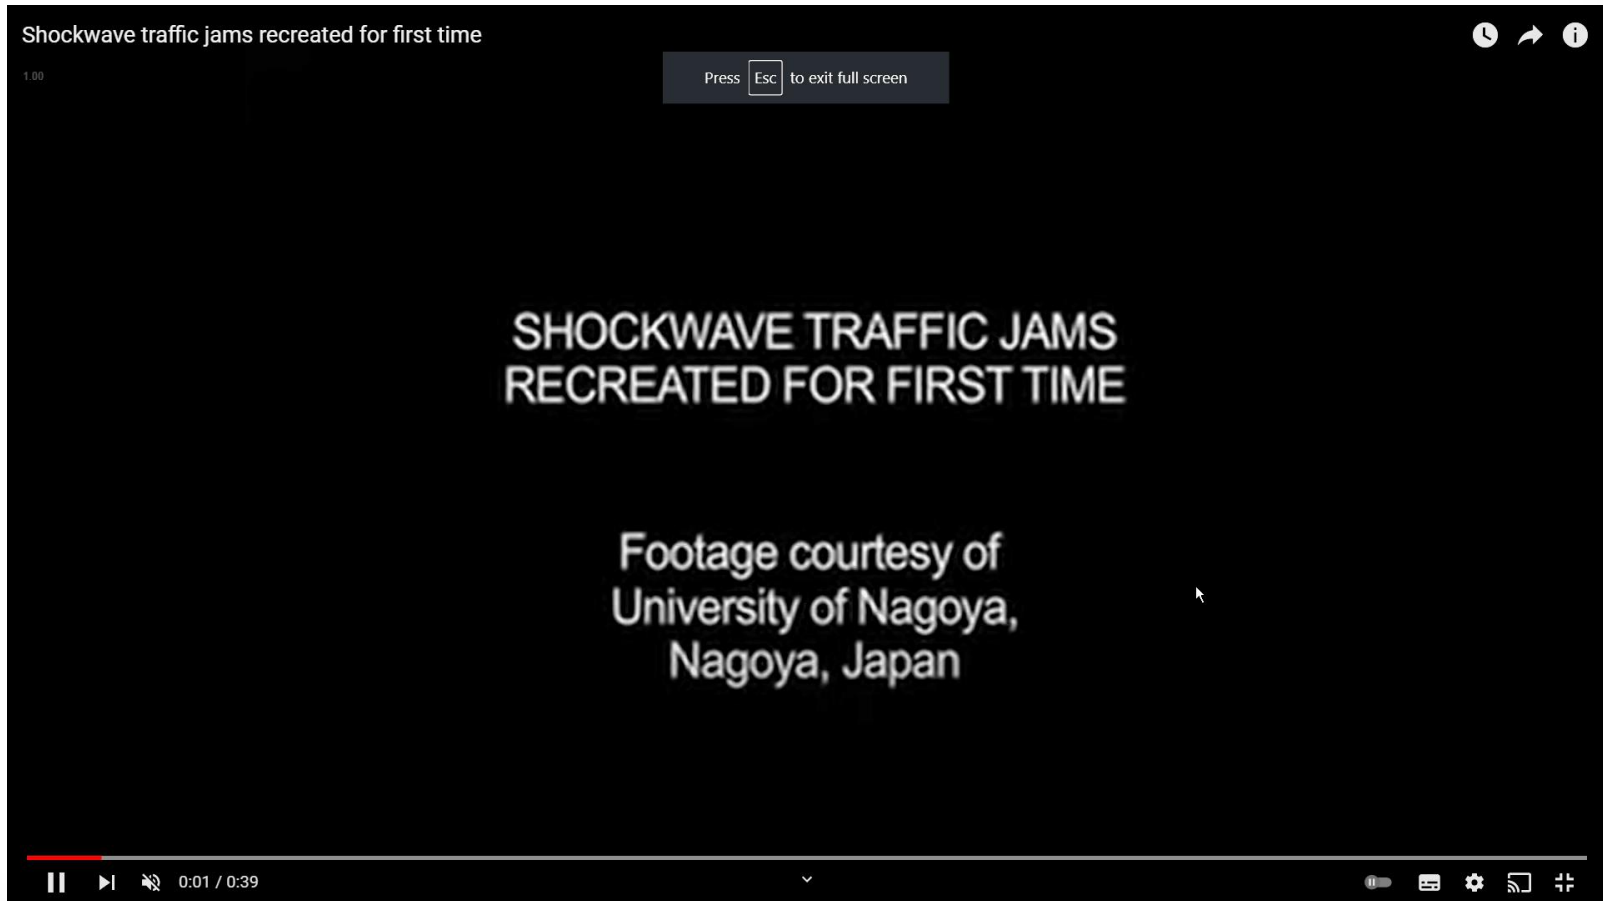 Shockwave traffic jams recreated for first time
1.00
Press Esc to exit full screen
SHOCKWAVE TRAFFIC JAMS
RECREATED FOR FIRST TIME
Footage courtesy of
University of Nagoya,
Nagoya, Japan
0:01 / 0:39